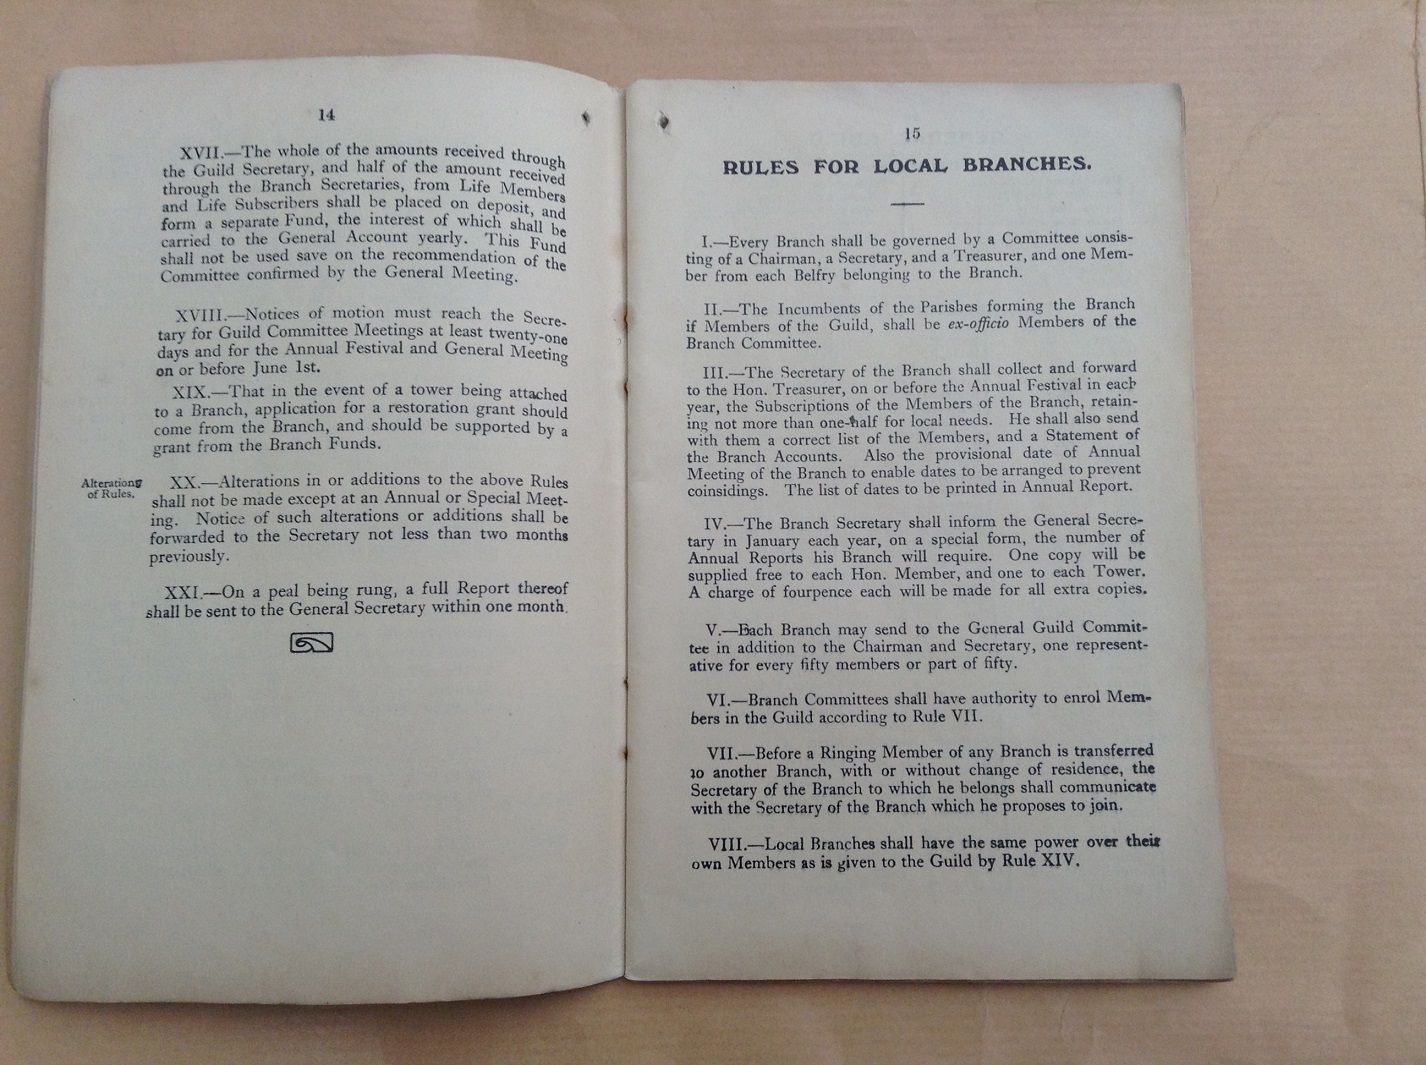 14
XVII.—The whole of the amounts received through
the Guild Secretary, and half of the amount received
through the Branch Secretaries, from Life Members
and Life Subscribers shall be placed on deposit, and
form a separate Fund, the interest of which shall be
carried to the General Account yearly. This Fund
shall not be used save on the recommendation of the
Committee confirmed by the General Meeting.
XVIII.—Notices of motion must reach the Secre-
tary for Guild Committee Meetings at least twenty-one
days and for the Annual Festival and General Meeting
on or before June 1st.
XIX.—That in the event of a tower being attached
to a Branch, application for a restoration grant should
come from the Branch, and should be supported by a
grant from the Branch Funds.
Alterations
of Rules.
XX.—Alterations in or additions to the above Rules
shall not be made except at an Annual or Special Meet-
ing. Notice of such alterations or additions shall be
forwarded to the Secretary not less than two months
previously.
XXI.—On a peal being rung, a full Report thereof
shall be sent to the General Secretary within one month.
15
RULES FOR LOCAL BRANCHES.
I.—Every Branch shall be governed by a Committee consis-
ting of a Chairman, a Secretary, and a Treasurer, and one Mem-
ber from each Belfry belonging to the Branch.
II.—The Incumbents of the Parishes forming the Branch
if Members of the Guild, shall be ex-officio Members of the
Branch Committee.
III.—The Secretary of the Branch shall collect and forward
to the Hon. Treasurer, on or before the Annual Festival in each
year, the Subscriptions of the Members of the Branch, retain-
ing not more than one-half for local needs. He shall also send
with them a correct list of the Members, and a Statement of
the Branch Accounts. Also the provisional date of Annual
Meeting of the Branch to enable dates to be arranged to prevent
coinsidings. The list of dates to be printed in Annual Report.
IV.—The Branch Secretary shall inform the General Secre-
tary in January each year, on a special form, the number of
Annual Reports his Branch will require. One copy will be
supplied free to each Hon. Member, and one to each Tower.
A charge of fourpence each will be made for all extra copies.
V.—Each Branch may send to the General Guild Commit-
tee in addition to the Chairman and Secretary, one represent-
ative for every fifty members or part of fifty.
VI.—Branch Committees shall have authority to enrol Mem-
bers in the Guild according to Rule VII.
VII.—Before a Ringing Member of any Branch is transferred
to another Branch, with or without change of residence, the
Secretary of the Branch to which he belongs shall communicate
with the Secretary of the Branch which he proposes to join.
VIII.—Local Branches shall have the same power over their
own Members as is given to the Guild by Rule XIV.